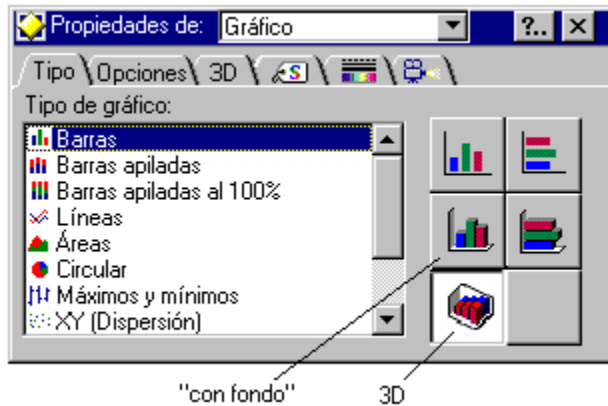 Propiedades de: Gráfico ?..
Tipo Opciones 3D S
Tipo de gráfico:
Barras
Barras apiladas
Barras apiladas al 100%
Líneas
Áreas
Circular
Máximos y mínimos
XY (Dispersión)
"con fondo" 3D